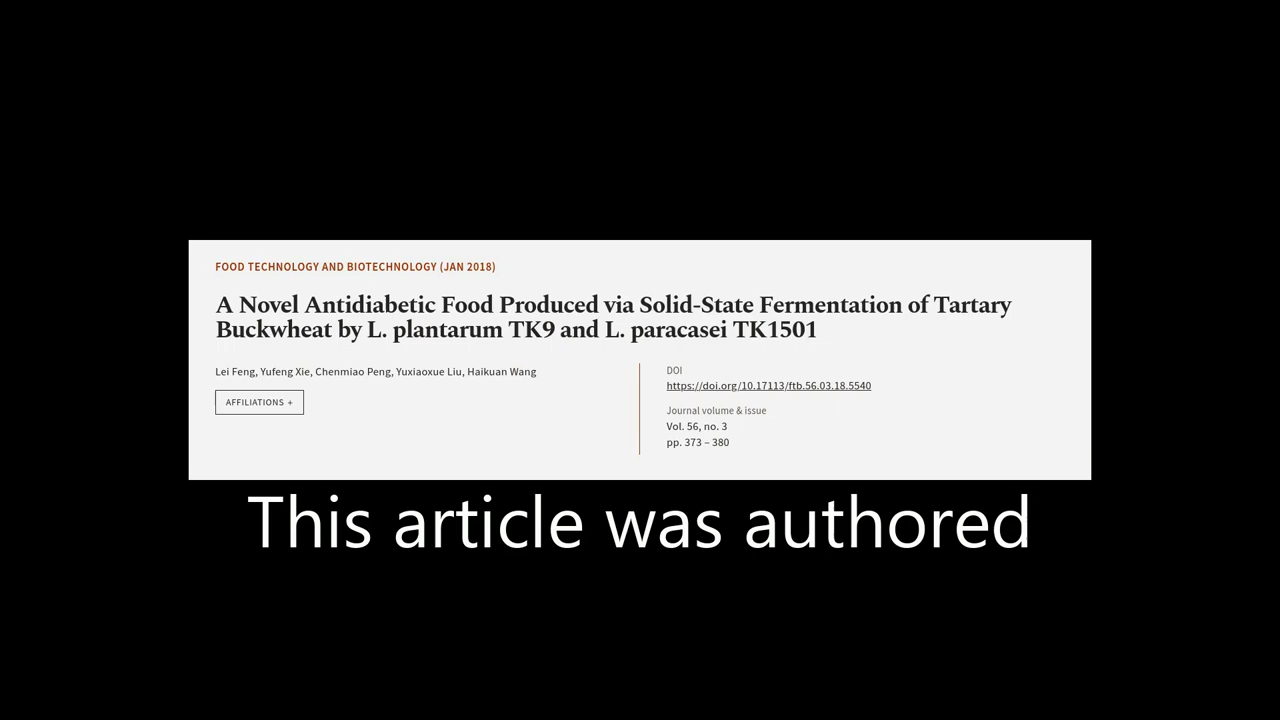 FOOD TECHNOLOGY AND BIOTECHNOLOGY (JAN 2018)
A Novel Antidiabetic Food Produced via Solid-State Fermentation of Tartary
Buckwheat by L. plantarum TK9 and L. paracasei TK1501
Lei Feng, Yufeng Xie, Chenmiao Peng, Yuxiaoxue Liu, Haikuan Wang
AFFILIATIONS +
DOI
https://doi.org/10.17113/ftb.56.03.18.5540
Journal volume & issue
Vol. 56, no. 3
pp. 373 – 380
This article was authored